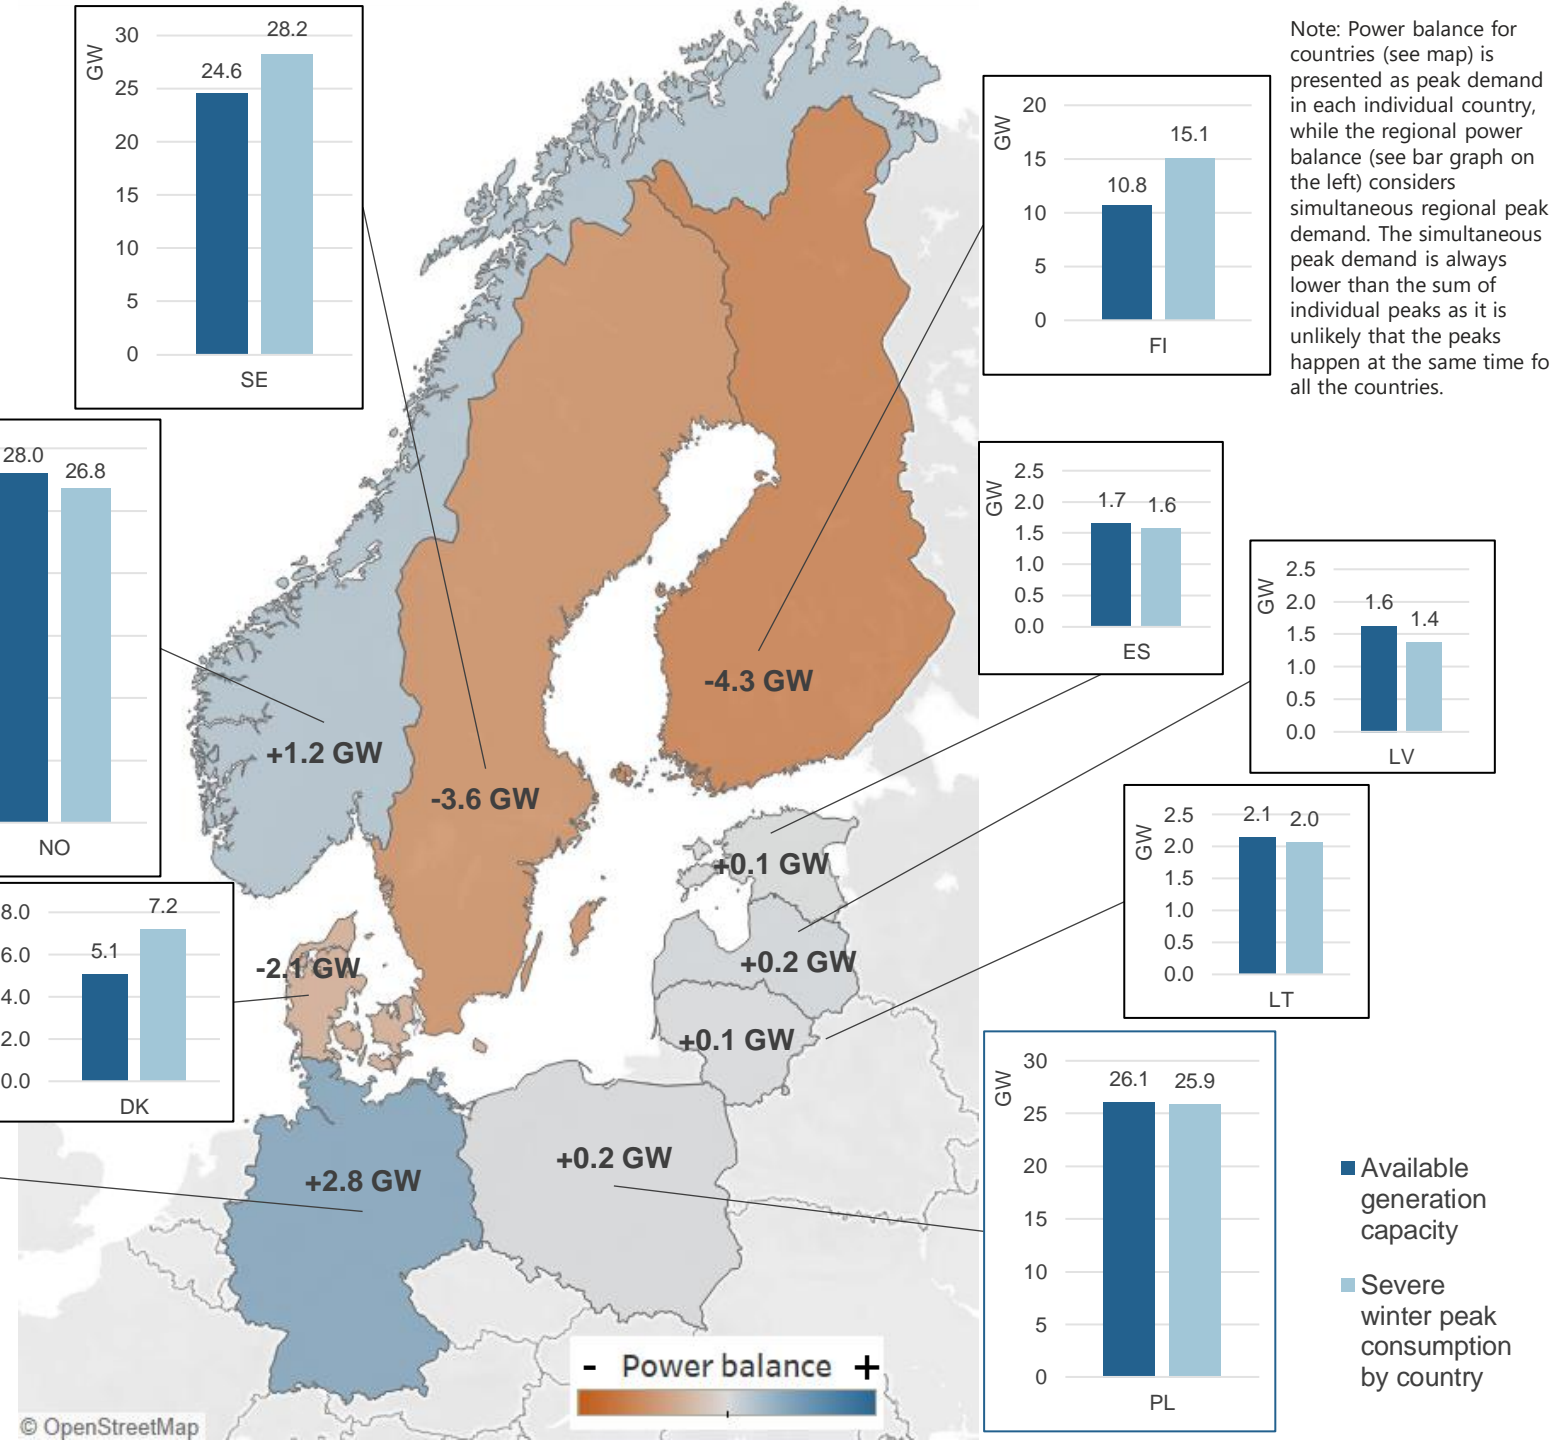 GW
30
25
20
15
10
5
0
24.6
28.2
SE
Note: Power balance for
countries (see map) is
presented as peak demand
in each individual country,
while the regional power
balance (see bar graph on
the left) considers
simultaneous regional peak
demand. The simultaneous
peak demand is always
lower than the sum of
individual peaks as it is
unlikely that the peaks
happen at the same time fo
all the countries.
GW
20
15
10
5
0
10.8
15.1
FI
28.0
26.8
NO
GW
2.5
2.0
1.5
1.0
0.5
0.0
1.7
1.6
ES
GW
2.5
2.0
1.5
1.0
0.5
0.0
1.6
1.4
LV
GW
2.5
2.0
1.5
1.0
0.5
0.0
2.1
2.0
LT
8.0
6.0
4.0
2.0
0.0
5.1
7.2
DK
GW
30
25
20
15
10
5
0
26.1
25.9
PL
-4.3 GW
+1.2 GW
-3.6 GW
+0.1 GW
-2.1 GW
+0.2 GW
+0.1 GW
+0.2 GW
+2.8 GW
Available
generation
capacity
Severe
winter peak
consumption
by country
- Power balance +
© OpenStreetMap